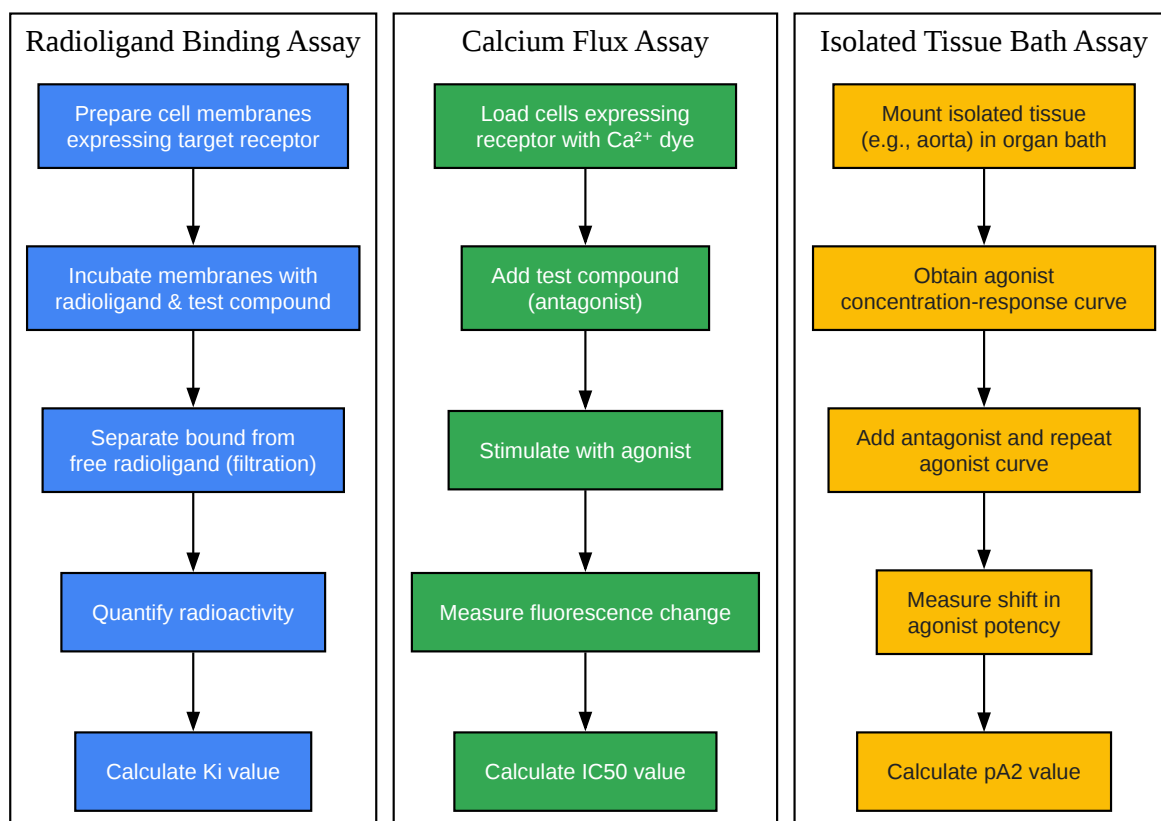 Radioligand Binding Assay
Prepare cell membranes
expressing target receptor
Incubate membranes with
radioligand & test compound
Separate bound from
free radioligand (filtration)
Quantify radioactivity
Calculate Ki value
Calcium Flux Assay
Load cells expressing
receptor with Ca²⁺ dye
Add test compound
(antagonist)
Stimulate with agonist
Measure fluorescence change
Calculate IC50 value
Isolated Tissue Bath Assay
Mount isolated tissue
(e.g., aorta) in organ bath
Obtain agonist
concentration-response curve
Add antagonist and repeat
agonist curve
Measure shift in
agonist potency
Calculate pA2 value